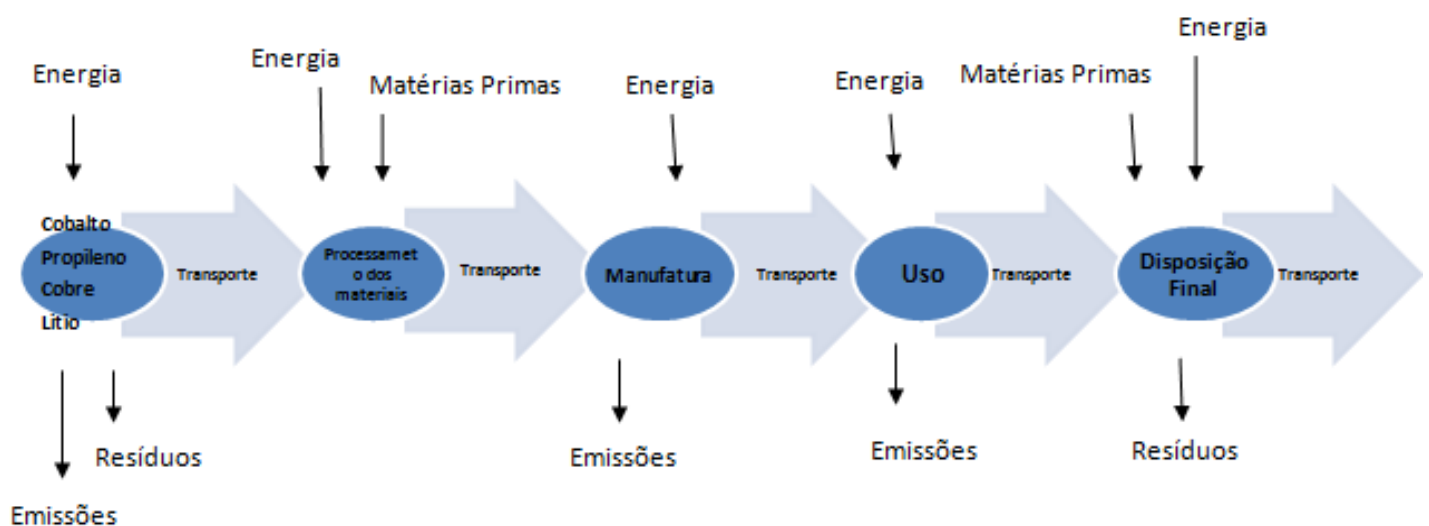 Energia
Energia
Matérias Primas
Energia
Energia
Matérias Primas
Energia
Cobalto
Propileno
Cobre
Litio
Transporte
Processamet
o dos
materiais
Transporte
Manufatura
Transporte
Uso
Transporte
Disposição
Final
Transporte
Emissões
Resíduos
Emissões
Emissões
Resíduos